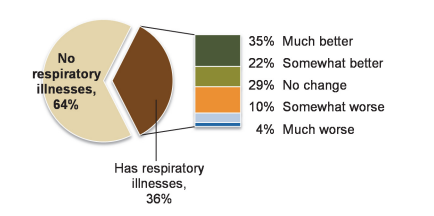 No
respiratory
illnesses,
64%
Has respiratory
illnesses,
36%
35% Much better
22% Somewhat better
29% No change
10% Somewhat worse
4% Much worse